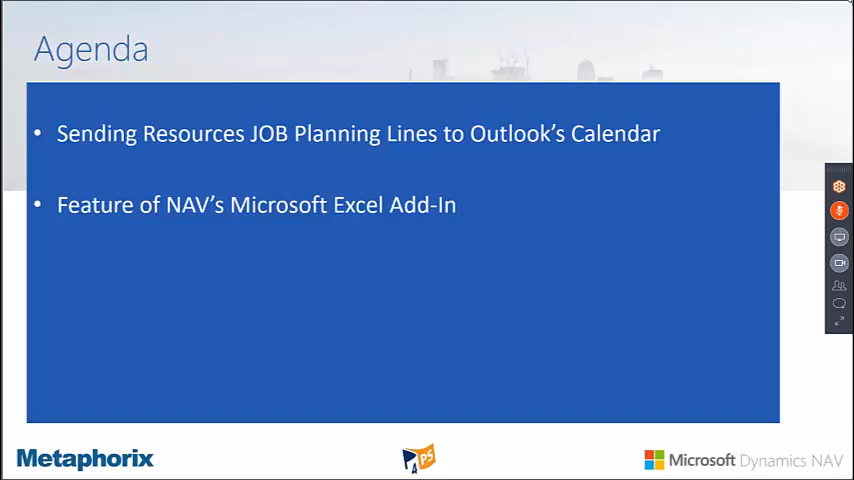 Agenda
• Sending Resources JOB Planning Lines to Outlook’s Calendar
• Feature of NAV’s Microsoft Excel Add-In
Metaphorix
PS
Microsoft Dynamics NAV